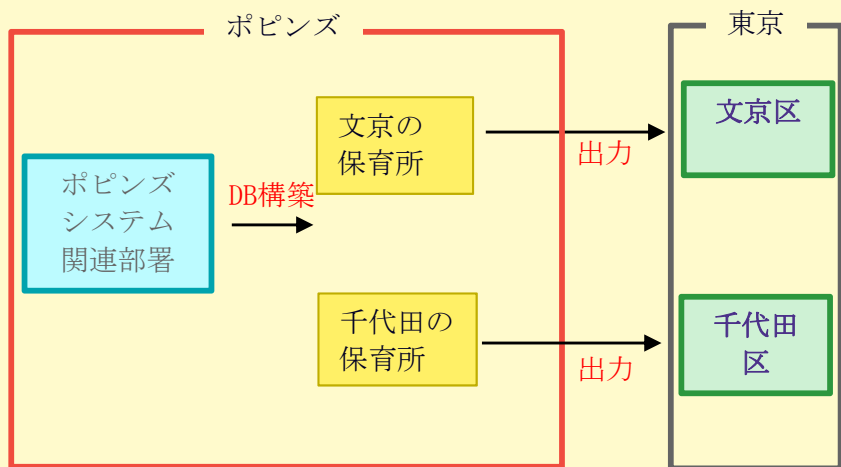 ポピンズ
東京
文京の
保育所
文京区
出力
ポピンズ
システム
関連部署
DB構築
千代田の
保育所
千代田
区
出力